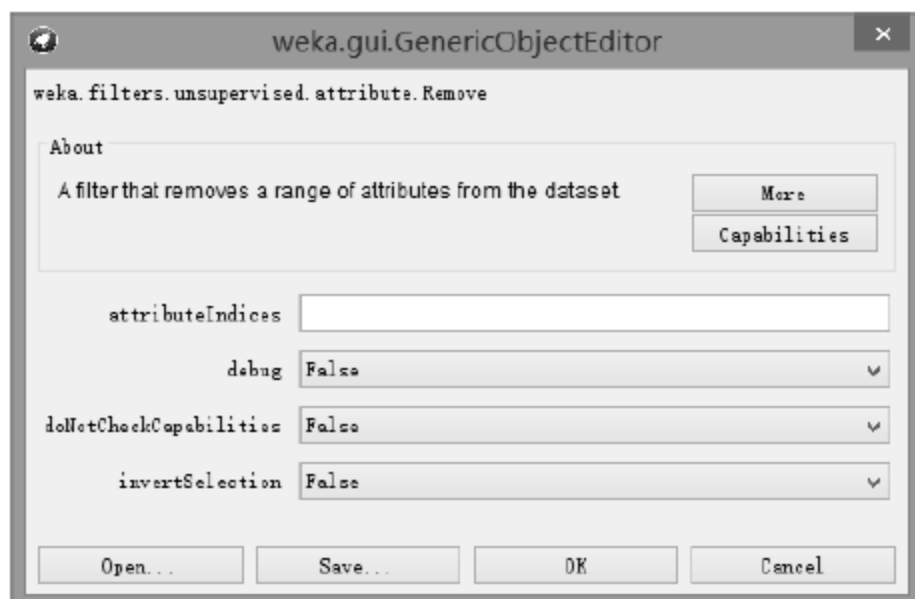 weka.gui.GenericObjectEditor
weka.filters.unsupervised.attribute.Remove
About
A filter that removes a range of attributes from the dataset.
More
Capabilities
attributeIndices
debug False
doNotCheckCapabilities False
invertSelection False
Open... Save... OK Cancel